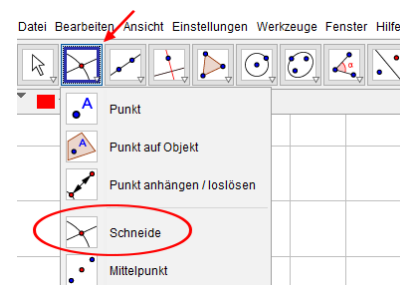 Datei Bearbeiten Ansicht Einstellungen Werkzeuge Fenster Hilfe
A
Punkt
A
Punkt auf Objekt
Punkt anhängen / loslösen
Schneide
Mittelpunkt